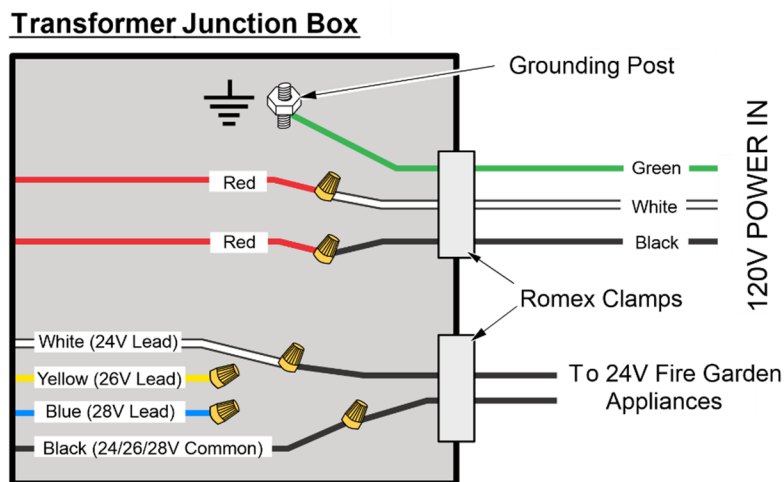 Transformer Junction Box
Grounding Post
Green
Red
White
Red
Black
120V POWER IN
Romex Clamps
White (24V Lead)
Yellow (26V Lead)
Blue (28V Lead)
Black (24/26/28V Common)
To 24V Fire Garden
Appliances